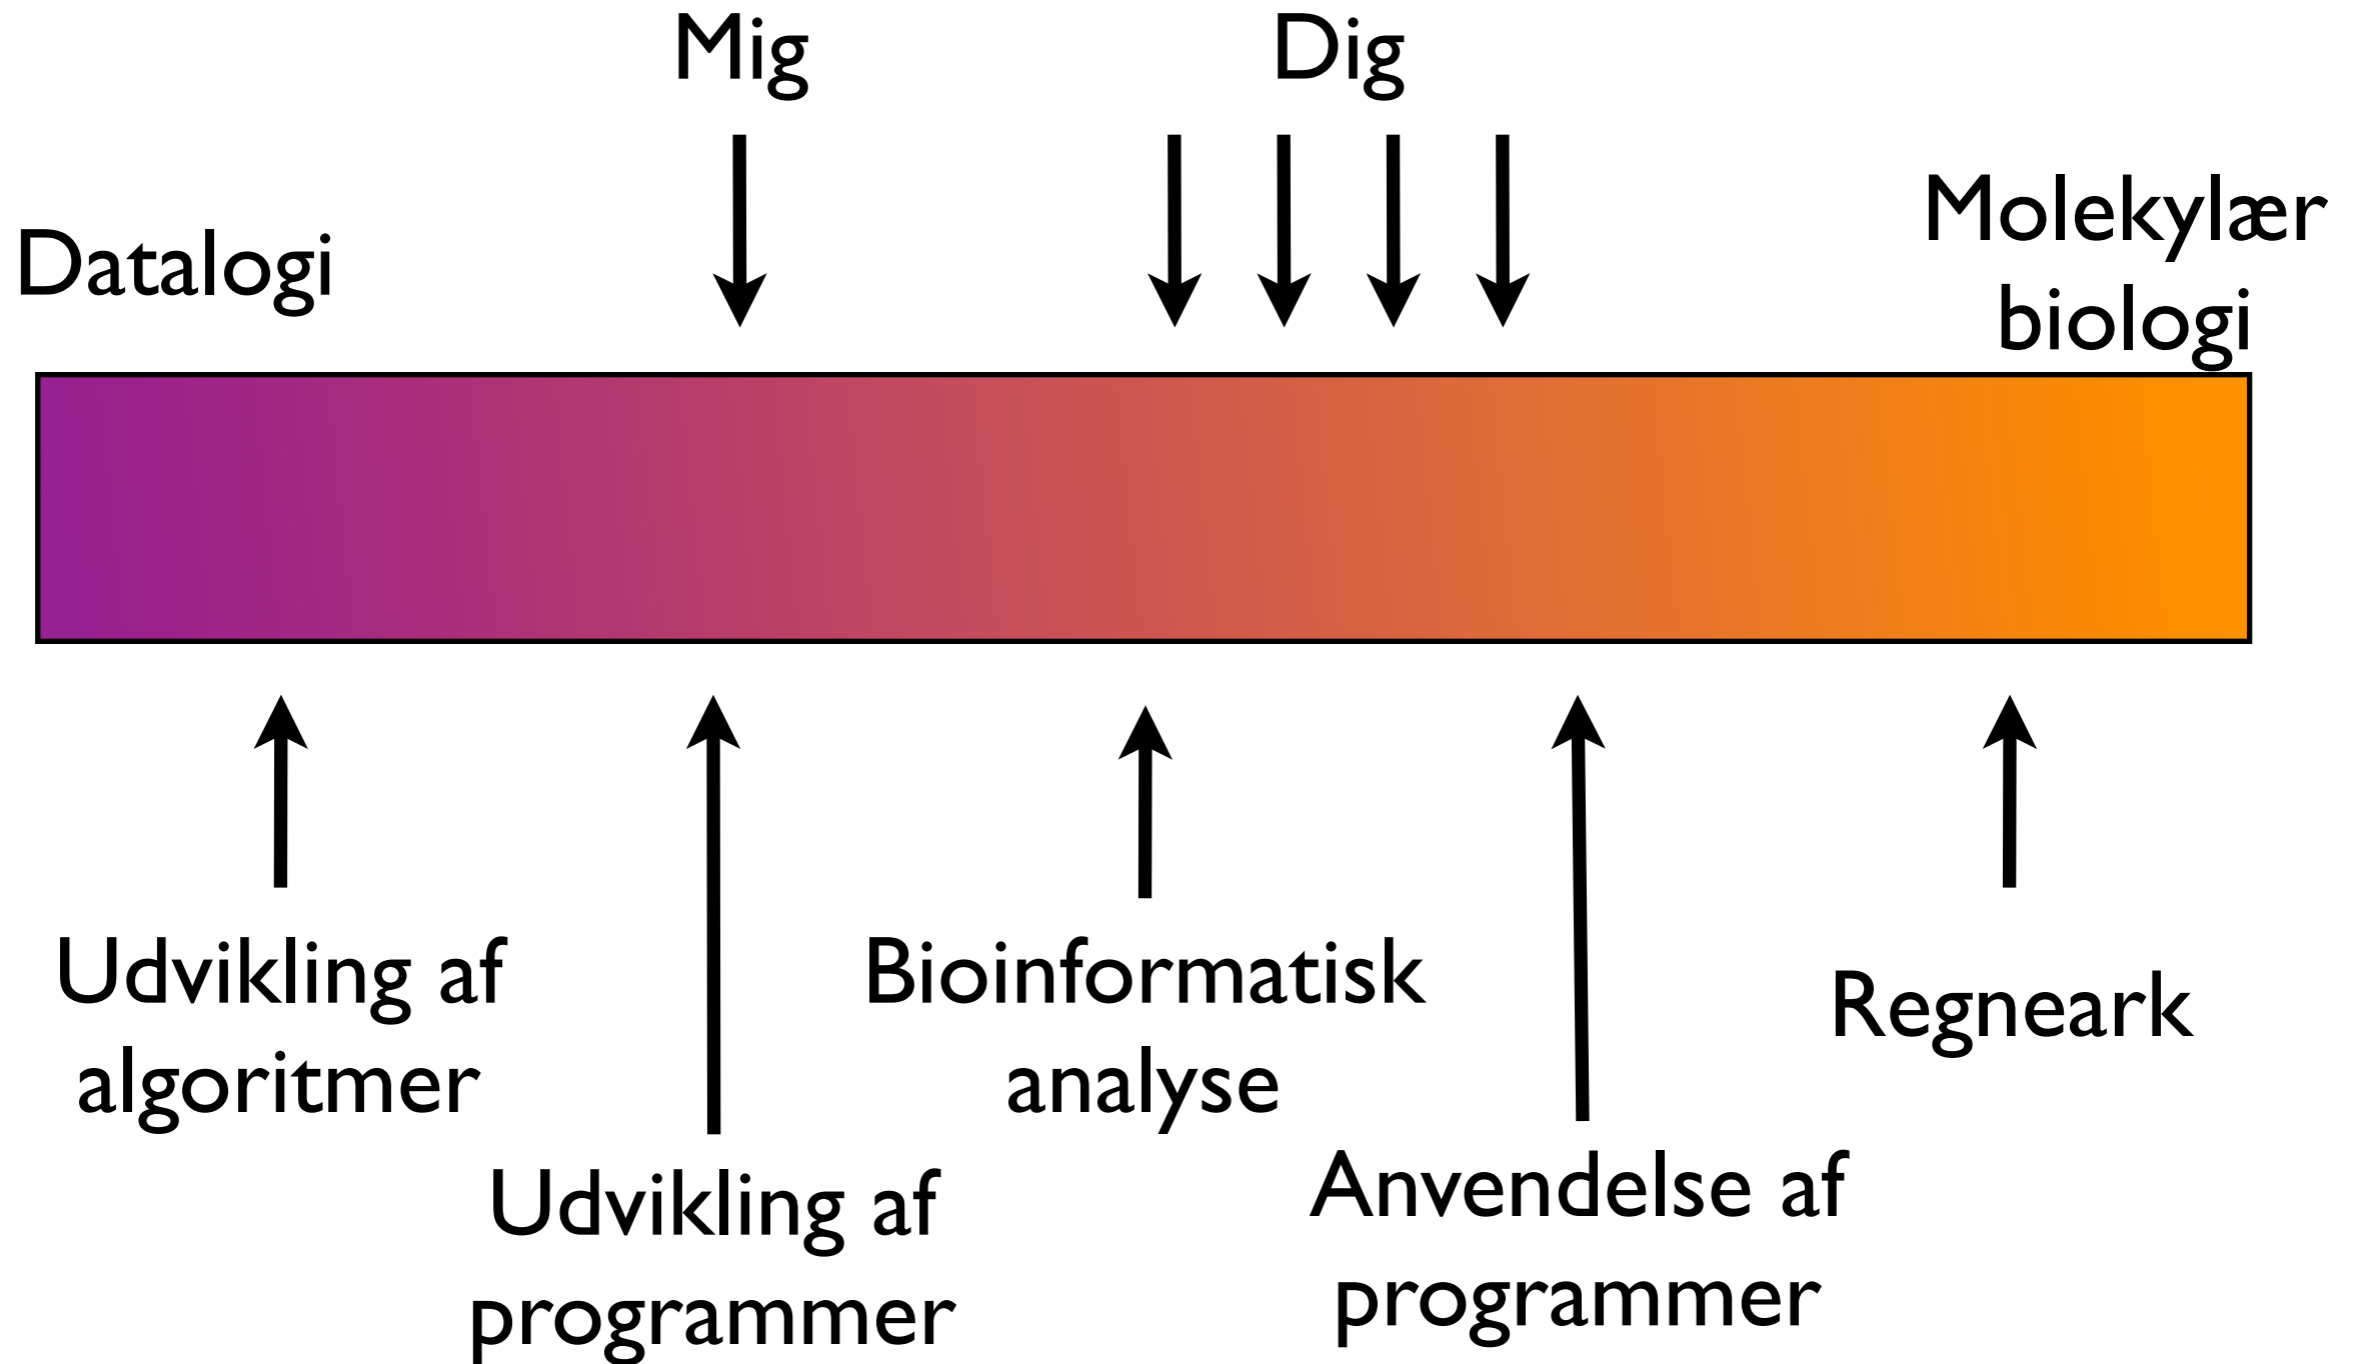 Mig
Dig
Datalogi
Molekylær
biologi
Udvikling af
algoritmer
Udvikling af
programmer
Bioinformatisk
analyse
Anvendelse af
programmer
Regneark